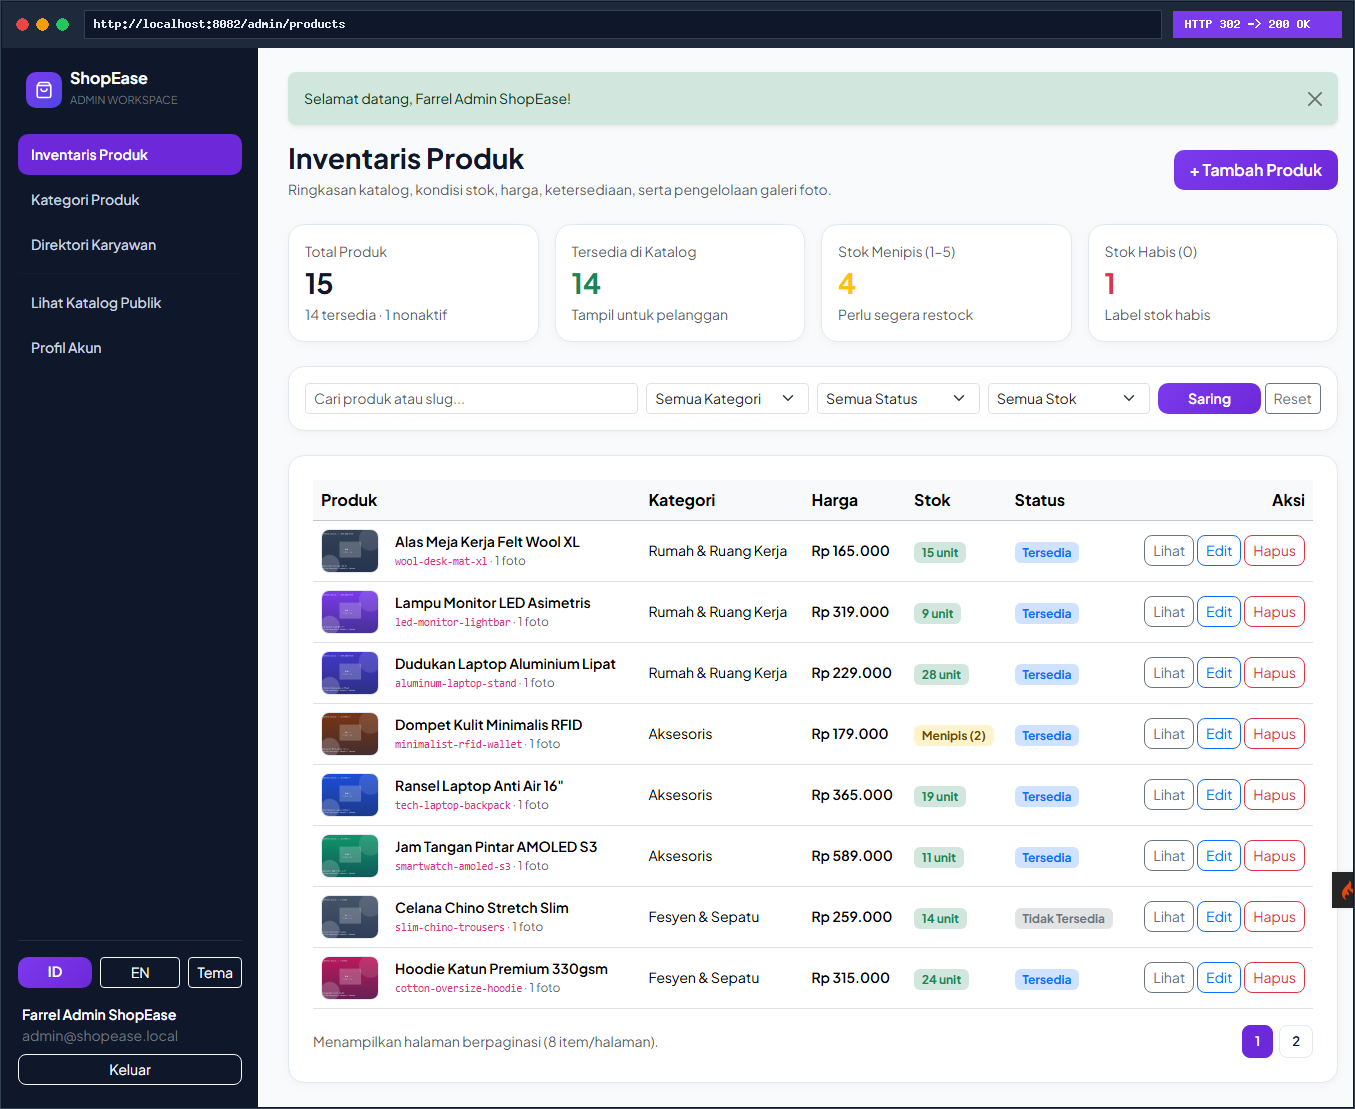 http://localhost:8082/admin/products
HTTP 302 -> 200 OK
ShopEase
ADMIN WORKSPACE
Inventaris Produk
Kategori Produk
Direktori Karyawan
Lihat Katalog Publik
Profil Akun
ID
EN
Tema
Farrel Admin ShopEase
admin@shopease.local
Keluar
Selamat datang, Farrel Admin ShopEase!
Inventaris Produk
Ringkasan katalog, kondisi stok, harga, ketersediaan, serta pengelolaan galeri foto.
+ Tambah Produk
Total Produk
15
14 tersedia · 1 nonaktif
Tersedia di Katalog
14
Tampil untuk pelanggan
Stok Menipis (1–5)
4
Perlu segera restock
Stok Habis (0)
1
Label stok habis
Cari produk atau slug...
Semua Kategori
Semua Status
Semua Stok
Saring
Reset
Produk Kategori Harga Stok Status Aksi
Alas Meja Kerja Felt Wool XL
wool-desk-mat-xl · 1 foto
Rumah & Ruang Kerja Rp 165.000 15 unit Tersedia Lihat Edit Hapus
Lampu Monitor LED Asimetris
led-monitor-lightbar · 1 foto
Rumah & Ruang Kerja Rp 319.000 9 unit Tersedia Lihat Edit Hapus
Dudukan Laptop Aluminium Lipat
aluminum-laptop-stand · 1 foto
Rumah & Ruang Kerja Rp 229.000 28 unit Tersedia Lihat Edit Hapus
Dompet Kulit Minimalis RFID
minimalist-rfid-wallet · 1 foto
Aksesoris Rp 179.000 Menipis (2) Tersedia Lihat Edit Hapus
Ransel Laptop Anti Air 16"
tech-laptop-backpack · 1 foto
Aksesoris Rp 365.000 19 unit Tersedia Lihat Edit Hapus
Jam Tangan Pintar AMOLED S3
smartwatch-amoled-s3 · 1 foto
Aksesoris Rp 589.000 11 unit Tersedia Lihat Edit Hapus
Celana Chino Stretch Slim
slim-chino-trousers · 1 foto
Fesyen & Sepatu Rp 259.000 14 unit Tidak Tersedia Lihat Edit Hapus
Hoodie Katun Premium 330gsm
cotton-oversize-hoodie · 1 foto
Fesyen & Sepatu Rp 315.000 24 unit Tersedia Lihat Edit Hapus
Menampilkan halaman berpaginasi (8 item/halaman).
1
2